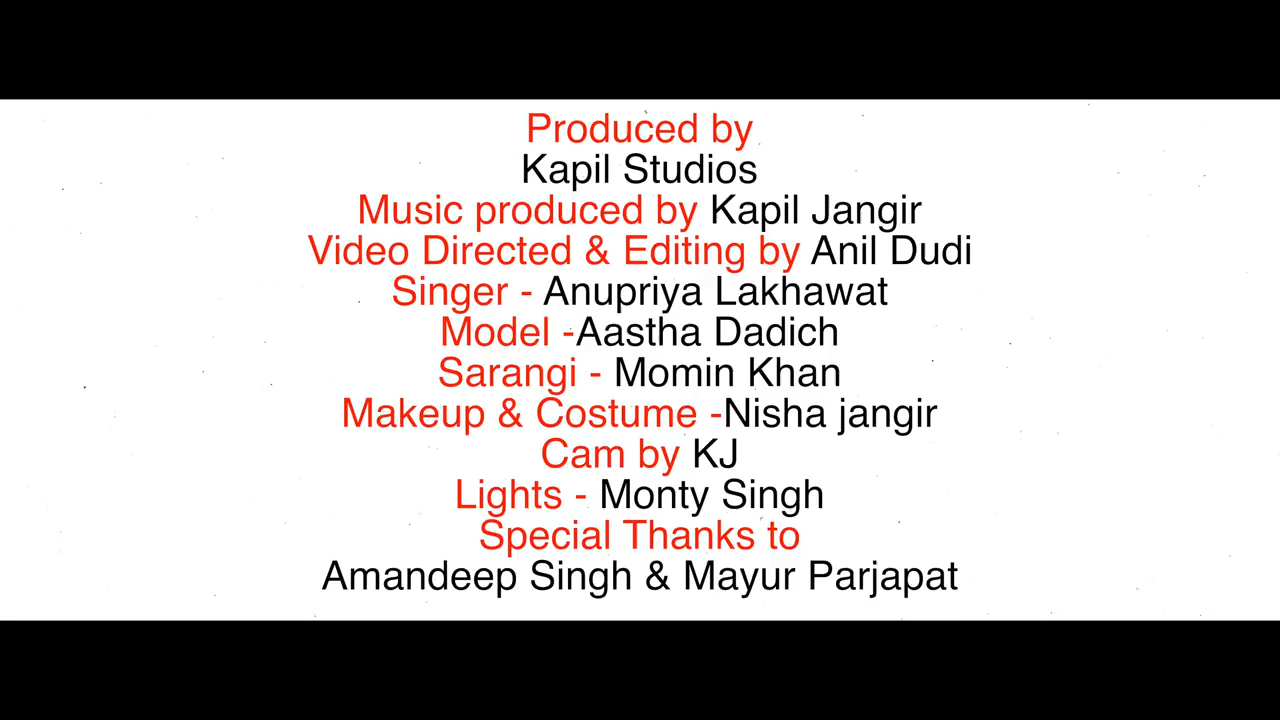 Produced by
Kapil Studios
Music produced by Kapil Jangir
Video Directed & Editing by Anil Dudi
Singer - Anupriya Lakhawat
Model -Aastha Dadich
Sarangi - Momin Khan
Makeup & Costume -Nisha jangir
Cam by KJ
Lights - Monty Singh
Special Thanks to
Amandeep Singh & Mayur Parjapat